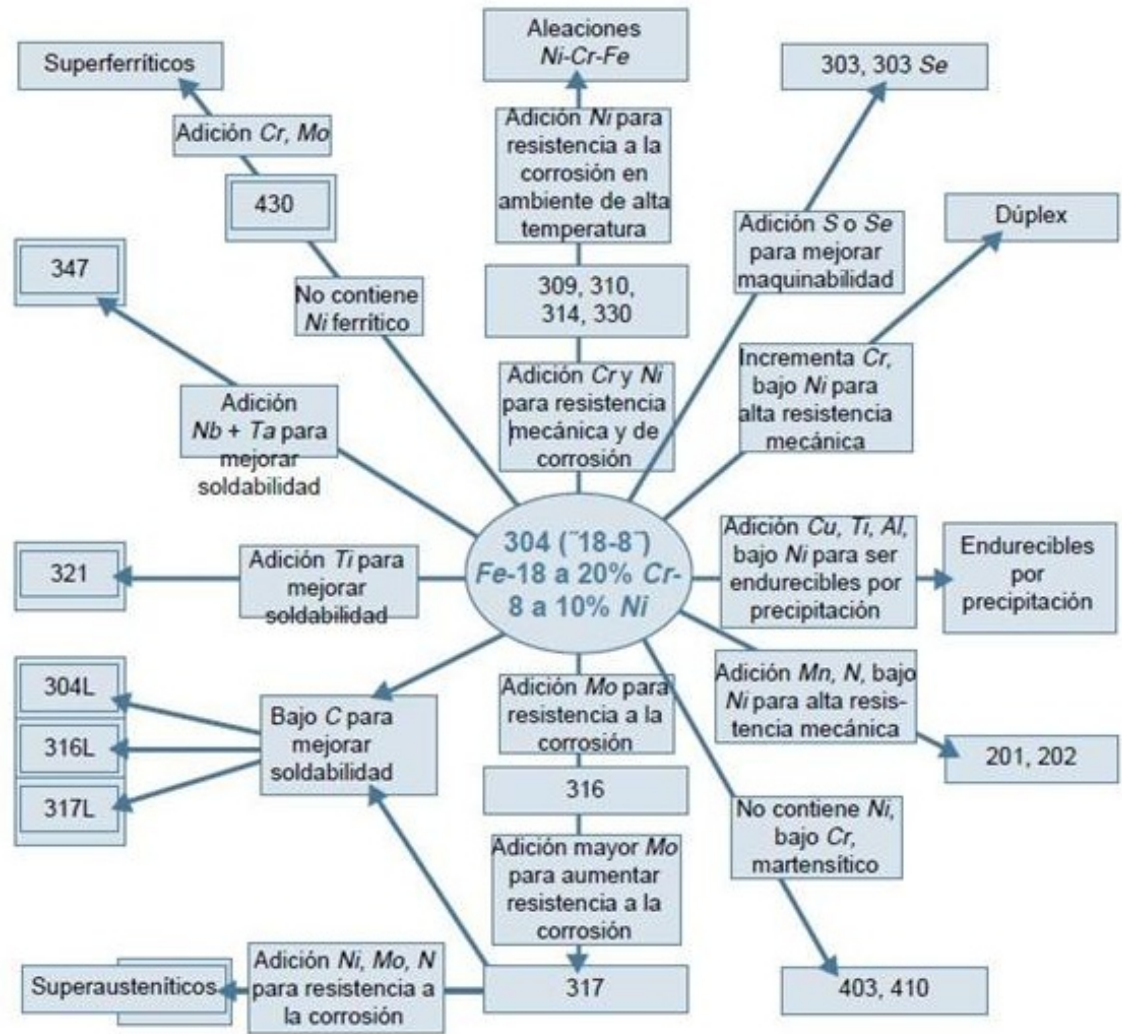 Superferríticos
Aleaciones
Ni-Cr-Fe
303, 303 Se
Adición Cr, Mo
Adición Ni para
resistencia a la
corrosión en
ambiente de alta
temperatura
430
Adición S o Se
para mejorar
maquinabilidad
Dúplex
347
No contiene
Ni ferrítico
309, 310,
314, 330
Incrementa Cr,
bajo Ni para
alta resistencia
mecánica
Adición
Nb + Ta para
mejorar
soldabilidad
Adición Cr y Ni
para resistencia
mecánica y de
corrosión
304 (¨18-8¨)
Fe-18 a 20% Cr-
8 a 10% Ni
Adición Cu, Ti, Al,
bajo Ni para ser
endurecibles por
precipitación
Endurecibles
por
precipitación
321
Adición Ti para
mejorar
soldabilidad
304L
316L
317L
Bajo C para
mejorar
soldabilidad
Adición Mo para
resistencia a la
corrosión
Adición Mn, N, bajo
Ni para alta resis-
tencia mecánica
201, 202
316
No contiene Ni,
bajo Cr,
martensítico
Adición mayor Mo
para aumentar
resistencia a la
corrosión
Superausteníticos
Adición Ni, Mo, N
para resistencia a
la corrosión
317
403, 410